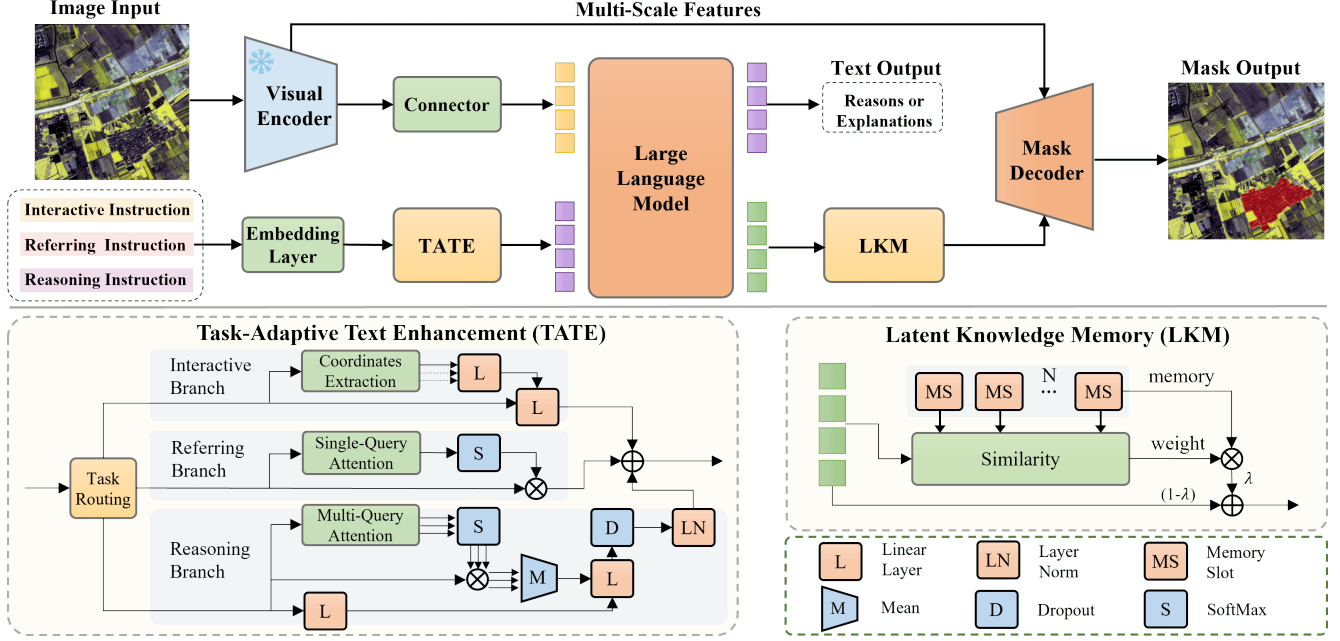 Image Input
Multi-Scale Features
Visual
Encoder
Connector
Large
Language
Model
Text Output
Reasons or
Explanations
Mask
Decoder
Mask Output
Interactive Instruction
Referring Instruction
Reasoning Instruction
Embedding
Layer
TATE
LKM
Task-Adaptive Text Enhancement (TATE)
Interactive
Branch
Coordinates
Extraction
L
L
Referring
Branch
Single-Query
Attention
S
Task
Routing
Reasoning
Branch
Multi-Query
Attention
S
M
D
LN
L
L
Latent Knowledge Memory (LKM)
MS
MS
N
...
MS
memory
Similarity
weight
λ
(1-λ)
L
Linear
Layer
LN
Layer
Norm
MS
Memory
Slot
M
Mean
D
Dropout
S
SoftMax